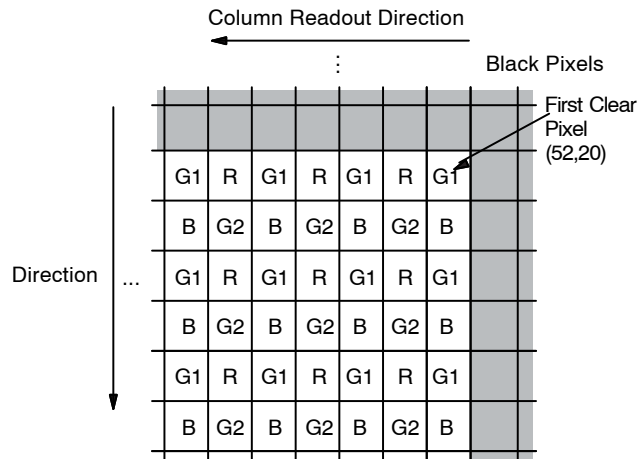 Column Readout Direction
⋮
Black Pixels
First Clear
Pixel
(52,20)
G1 R G1 R G1 R G1
B G2 B G2 B G2 B
Direction ...
G1 R G1 R G1 R G1
B G2 B G2 B G2 B
G1 R G1 R G1 R G1
B G2 B G2 B G2 B